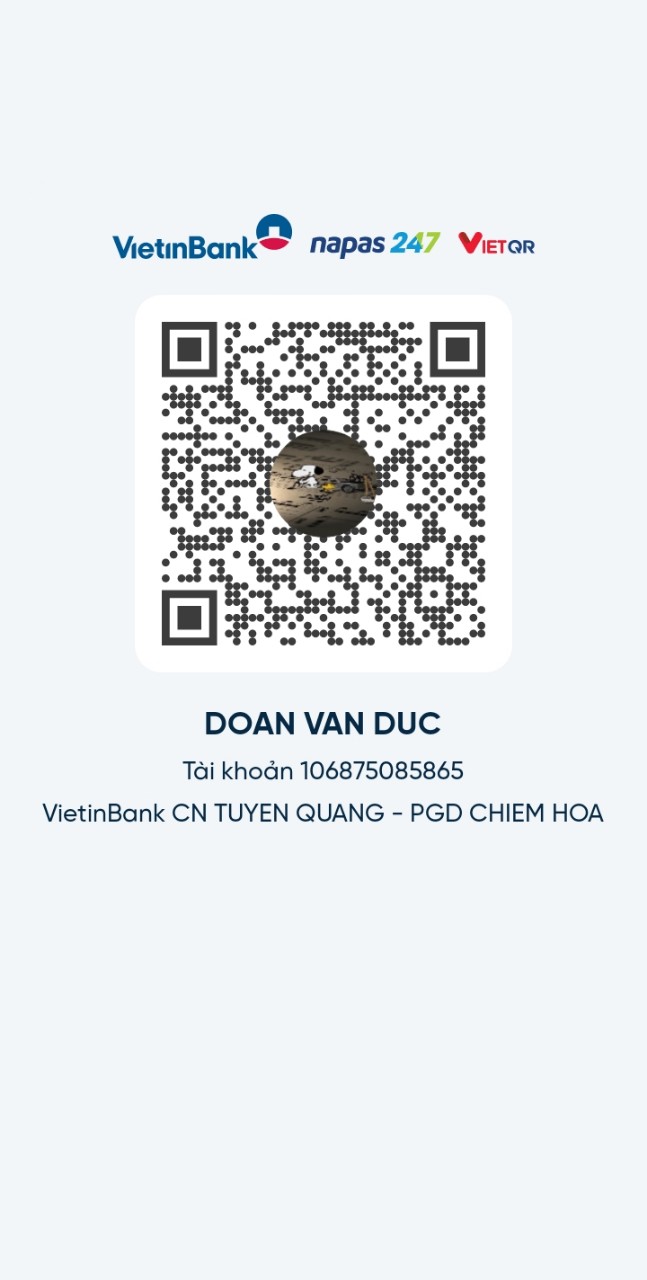 VietinBank napas 247 VIETQR
DOAN VAN DUC
Tài khoản 106875085865
VietinBank CN TUYEN QUANG - PGD CHIEM HOA